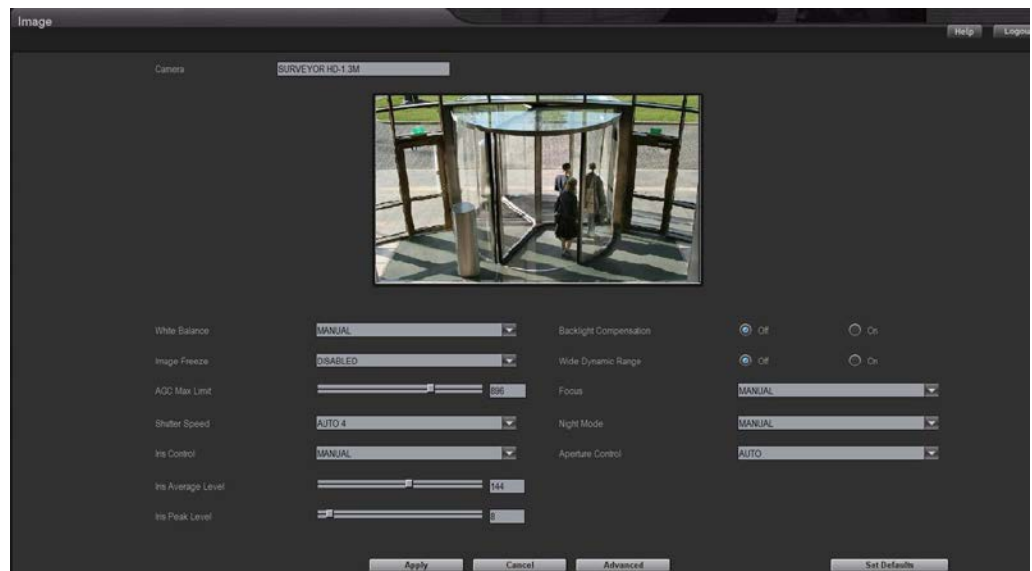 Image
Help Logou
Camera SURVEYOR HD-1.3M
White Balance MANUAL Backlight Compensation Off On
Image Freeze DISABLED Wide Dynamic Range Off On
AGC Max Limit 896 Focus MANUAL
Shutter Speed AUTO 4 Night Mode MANUAL
Iris Control MANUAL Aperture Control AUTO
Iris Average Level 144
Iris Peak Level 8
Apply Cancel Advanced Set Defaults